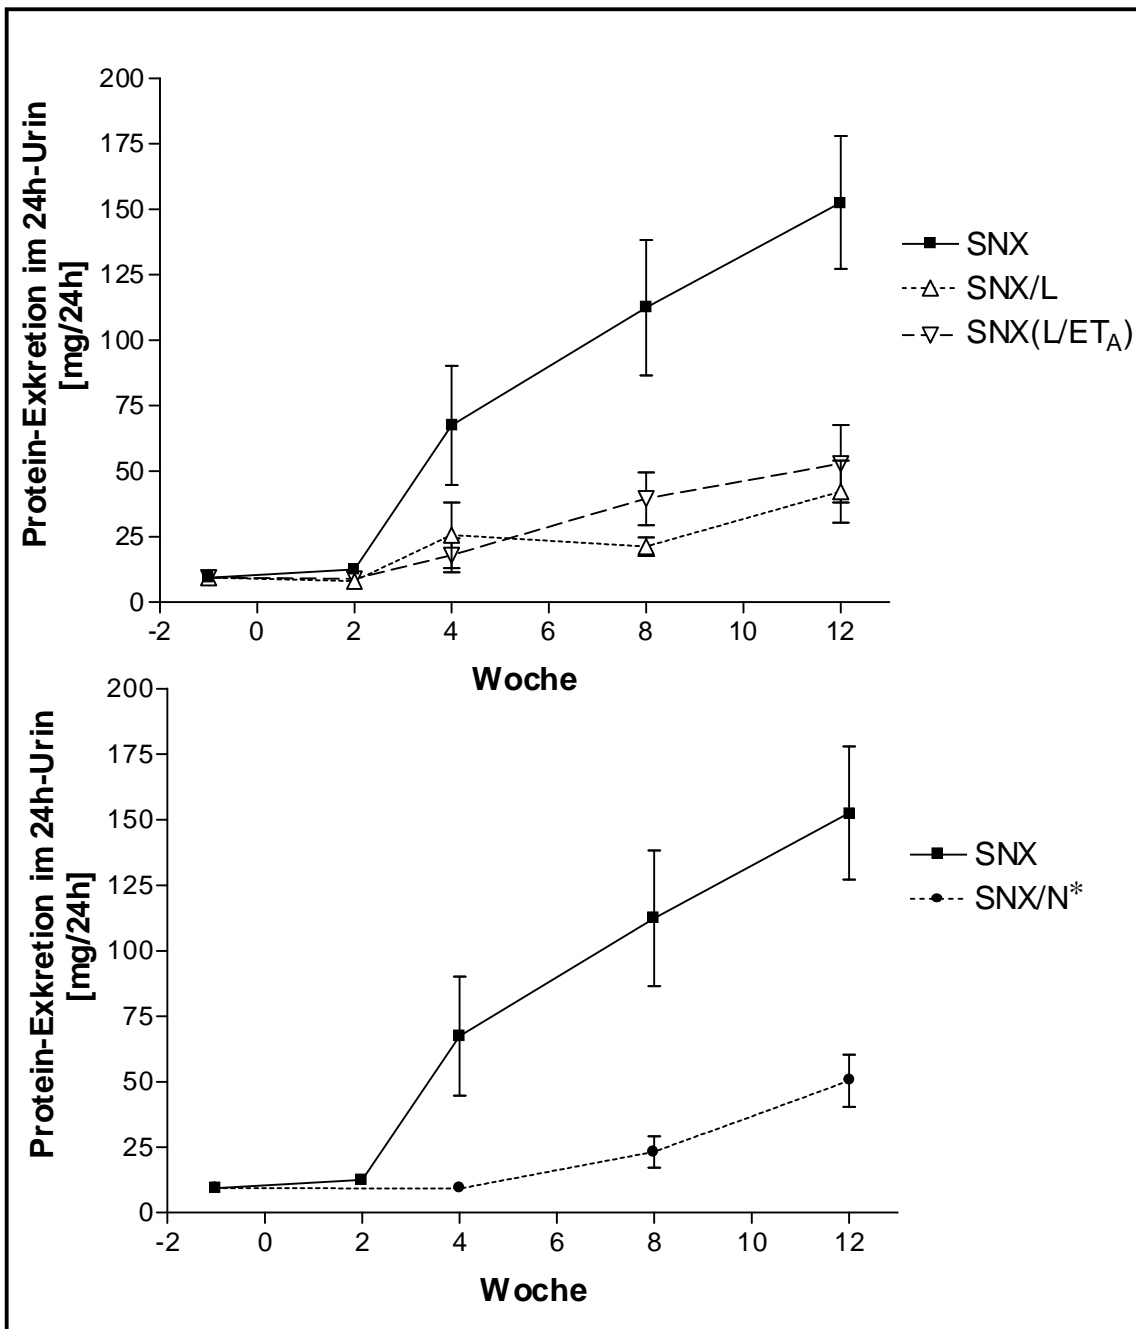 Protein-Exkretion im 24h-Urin
[mg/24h]
200
175
150
125
100
75
50
25
0
-2 0 2 4 6 8 10 12
Woche
SNX
SNX/L
SNX(L/ETA)
Protein-Exkretion im 24h-Urin
[mg/24h]
200
175
150
125
100
75
50
25
0
-2 0 2 4 6 8 10 12
Woche
SNX
SNX/N*